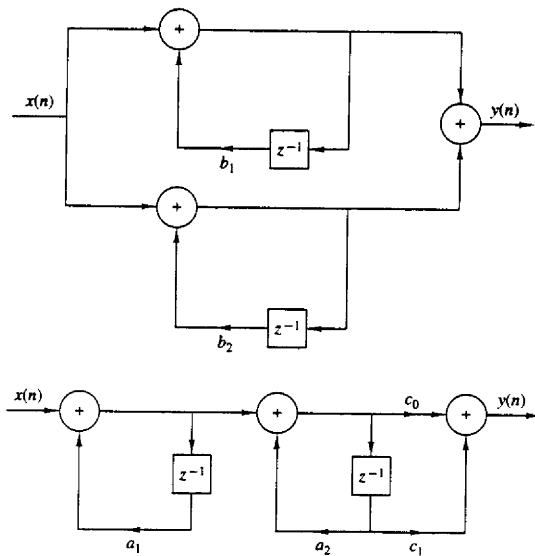 +
x(n)
y(n)
+
b₁
z⁻¹
+
b₂
z⁻¹
x(n)
+
+
c₀
+
y(n)
z⁻¹
z⁻¹
a₁
a₂
c₁